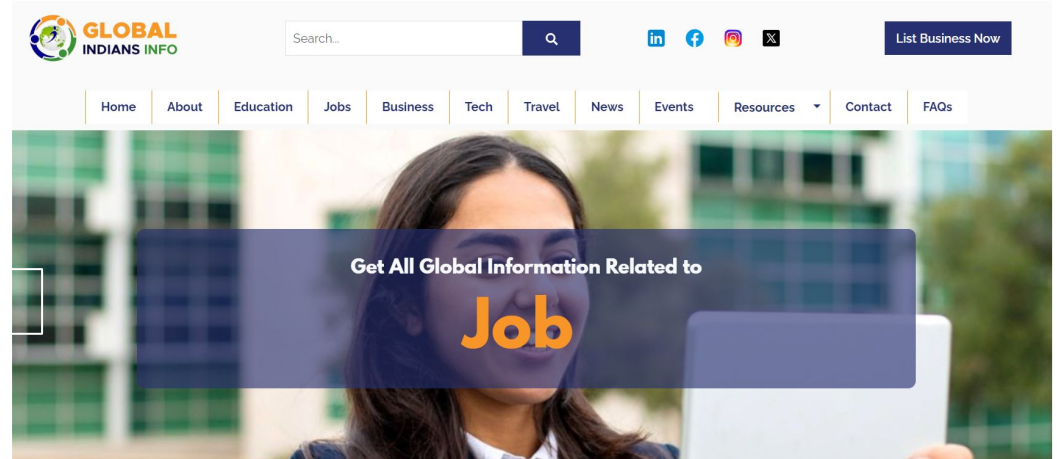 GLOBAL
INDIANS INFO
Search...
List Business Now
Home About Education Jobs Business Tech Travel News Events Resources Contact FAQs
Get All Global Information Related to
Job